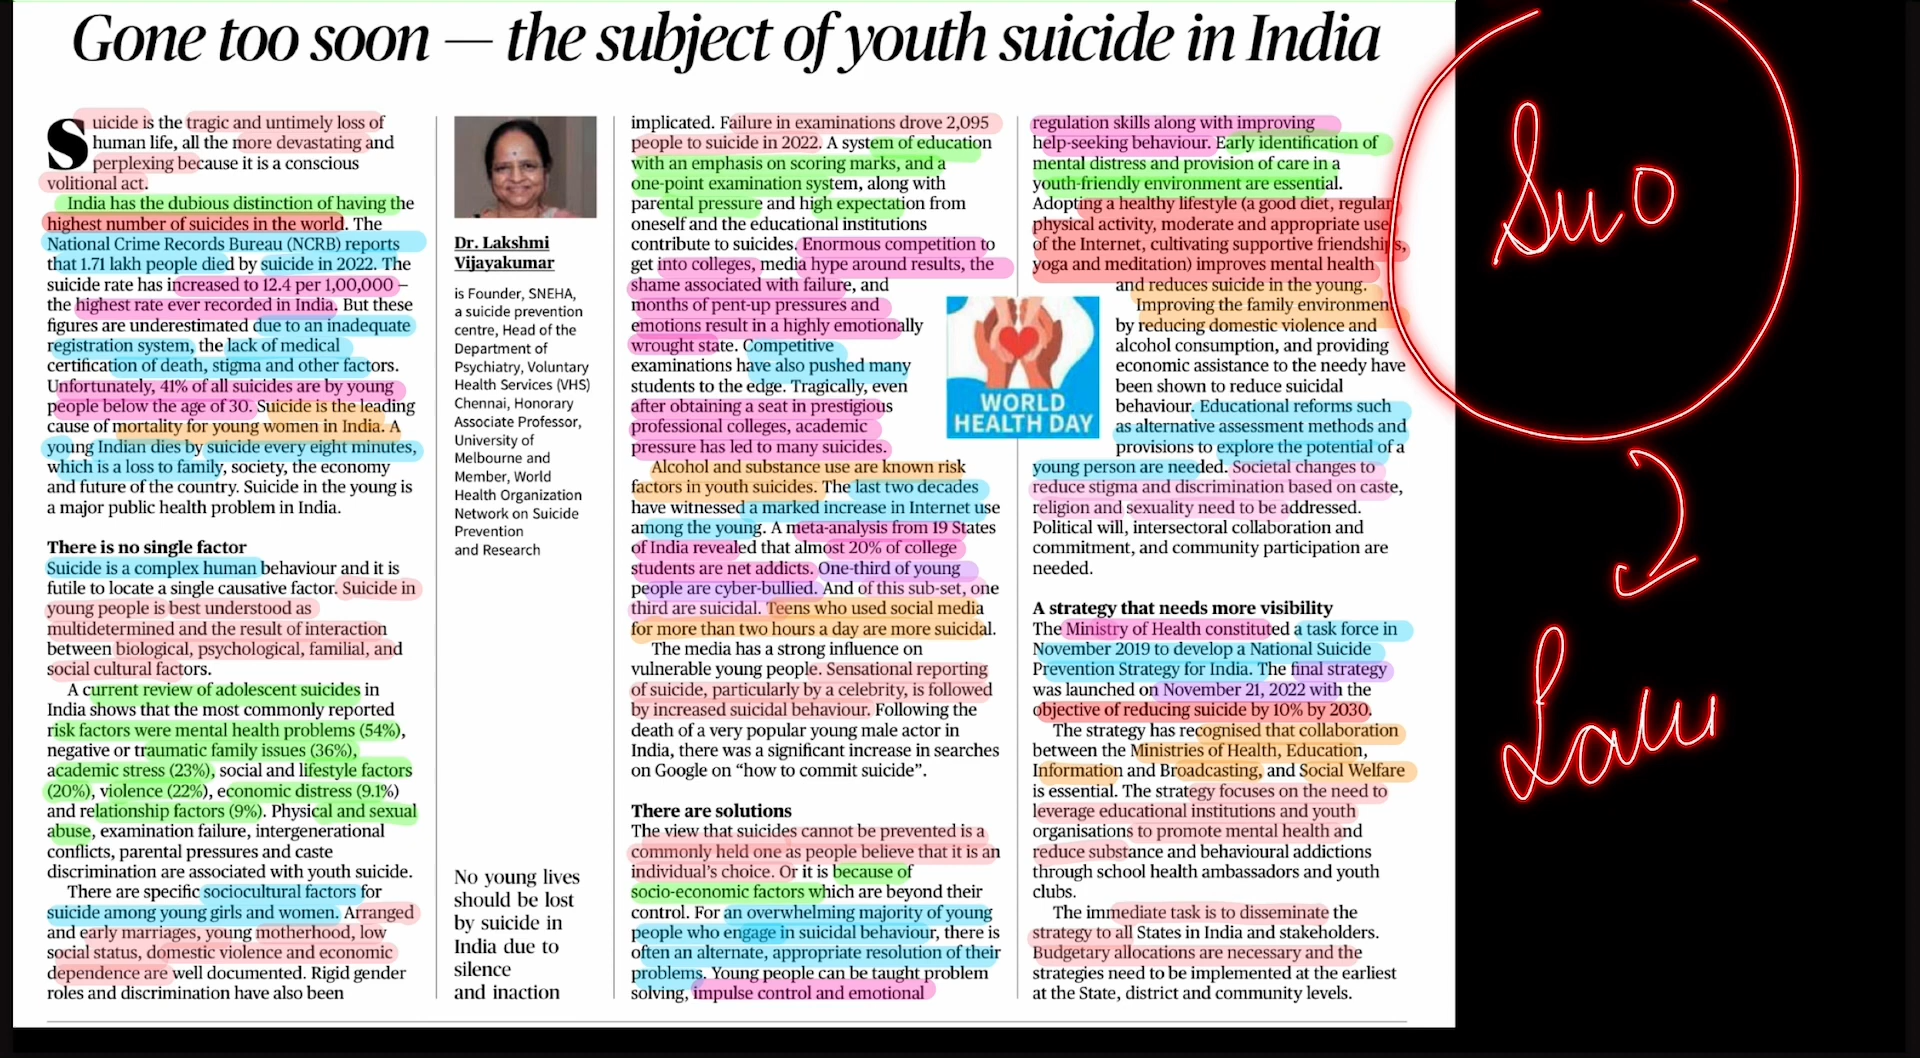 Gone too soon — the subject of youth suicide in India
Suicide is the tragic and untimely loss of
human life, all the more devastating and
perplexing because it is a conscious
volitional act.
India has the dubious distinction of having the
highest number of suicides in the world. The
National Crime Records Bureau (NCRB) reports
that 1.71 lakh people died by suicide in 2022. The
suicide rate has increased to 12.4 per 1,00,000 —
the highest rate ever recorded in India. But these
figures are underestimated due to an inadequate
registration system, the lack of medical
certification of death, stigma and other factors.
Unfortunately, 41% of all suicides are by young
people below the age of 30. Suicide is the leading
cause of mortality for young women in India. A
young Indian dies by suicide every eight minutes,
which is a loss to family, society, the economy
and future of the country. Suicide in the young is
a major public health problem in India.
There is no single factor
Suicide is a complex human behaviour and it is
futile to locate a single causative factor. Suicide in
young people is best understood as
multidetermined and the result of interaction
between biological, psychological, familial, and
social cultural factors.
A current review of adolescent suicides in
India shows that the most commonly reported
risk factors were mental health problems (54%),
negative or traumatic family issues (36%),
academic stress (23%), social and lifestyle factors
(20%), violence (22%), economic distress (9.1%)
and relationship factors (9%). Physical and sexual
abuse, examination failure, intergenerational
conflicts, parental pressures and caste
discrimination are associated with youth suicide.
There are specific sociocultural factors for
suicide among young girls and women. Arranged
and early marriages, young motherhood, low
social status, domestic violence and economic
dependence are well documented. Rigid gender
roles and discrimination have also been
Dr. Lakshmi
Vijayakumar
is Founder, SNEHA,
a suicide prevention
centre, Head of the
Department of
Psychiatry, Voluntary
Health Services (VHS)
Chennai, Honorary
Associate Professor,
University of
Melbourne and
Member, World
Health Organization
Network on Suicide
Prevention
and Research
No young lives
should be lost
by suicide in
India due to
silence
and inaction
implicated. Failure in examinations drove 2,095
people to suicide in 2022. A system of education
with an emphasis on scoring marks, and a
one-point examination system, along with
parental pressure and high expectation from
oneself and the educational institutions
contribute to suicides. Enormous competition to
get into colleges, media hype around results, the
shame associated with failure, and
months of pent-up pressures and
emotions result in a highly emotionally
wrought state. Competitive
examinations have also pushed many
students to the edge. Tragically, even
after obtaining a seat in prestigious
professional colleges, academic
pressure has led to many suicides.
Alcohol and substance use are known risk
factors in youth suicides. The last two decades
have witnessed a marked increase in Internet use
among the young. A meta-analysis from 19 States
of India revealed that almost 20% of college
students are net addicts. One-third of young
people are cyber-bullied. And of this sub-set, one
third are suicidal. Teens who used social media
for more than two hours a day are more suicidal.
The media has a strong influence on
vulnerable young people. Sensational reporting
of suicide, particularly by a celebrity, is followed
by increased suicidal behaviour. Following the
death of a very popular young male actor in
India, there was a significant increase in searches
on Google on “how to commit suicide”.
There are solutions
The view that suicides cannot be prevented is a
commonly held one as people believe that it is an
individual's choice. Or it is because of
socio-economic factors which are beyond their
control. For an overwhelming majority of young
people who engage in suicidal behaviour, there is
often an alternate, appropriate resolution of their
problems. Young people can be taught problem
solving, impulse control and emotional
WORLD
HEALTH DAY
regulation skills along with improving
help-seeking behaviour. Early identification of
mental distress and provision of care in a
youth-friendly environment are essential.
Adopting a healthy lifestyle (a good diet, regular
physical activity, moderate and appropriate use
of the Internet, cultivating supportive friendships,
yoga and meditation) improves mental health
and reduces suicide in the young.
Improving the family environment
by reducing domestic violence and
alcohol consumption, and providing
economic assistance to the needy have
been shown to reduce suicidal
behaviour. Educational reforms such
as alternative assessment methods and
provisions to explore the potential of a
young person are needed. Societal changes to
reduce stigma and discrimination based on caste,
religion and sexuality need to be addressed.
Political will, intersectoral collaboration and
commitment, and community participation are
needed.
A strategy that needs more visibility
The Ministry of Health constituted a task force in
November 2019 to develop a National Suicide
Prevention Strategy for India. The final strategy
was launched on November 21, 2022 with the
objective of reducing suicide by 10% by 2030.
The strategy has recognised that collaboration
between the Ministries of Health, Education,
Information and Broadcasting, and Social Welfare
is essential. The strategy focuses on the need to
leverage educational institutions and youth
organisations to promote mental health and
reduce substance and behavioural addictions
through school health ambassadors and youth
clubs.
The immediate task is to disseminate the
strategy to all States in India and stakeholders.
Budgetary allocations are necessary and the
strategies need to be implemented at the earliest
at the State, district and community levels.
Suo